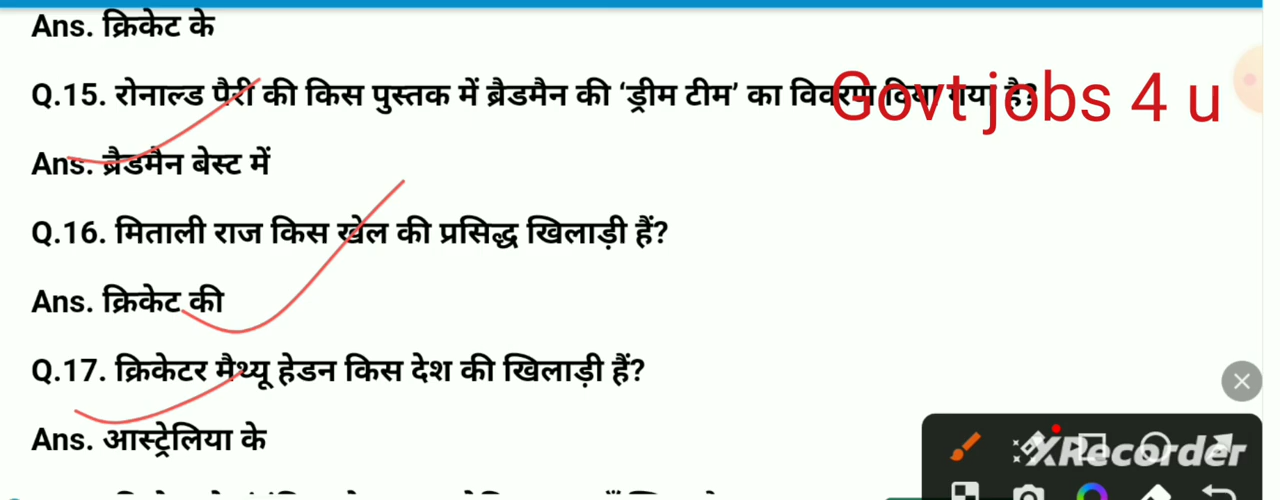 Ans. क्रिकेट के
Q.15. रोनाल्ड पैरी की किस पुस्तक में ब्रैडमैन की ‘ड्रीम टीम’ का विवरण दिया गया है?
Govt jobs 4 u
Ans. ब्रैडमैन बेस्ट में
Q.16. मिताली राज किस खेल की प्रसिद्ध खिलाड़ी हैं?
Ans. क्रिकेट की
Q.17. क्रिकेटर मैथ्यू हेडन किस देश की खिलाड़ी हैं?
Ans. आस्ट्रेलिया के
XRecorder